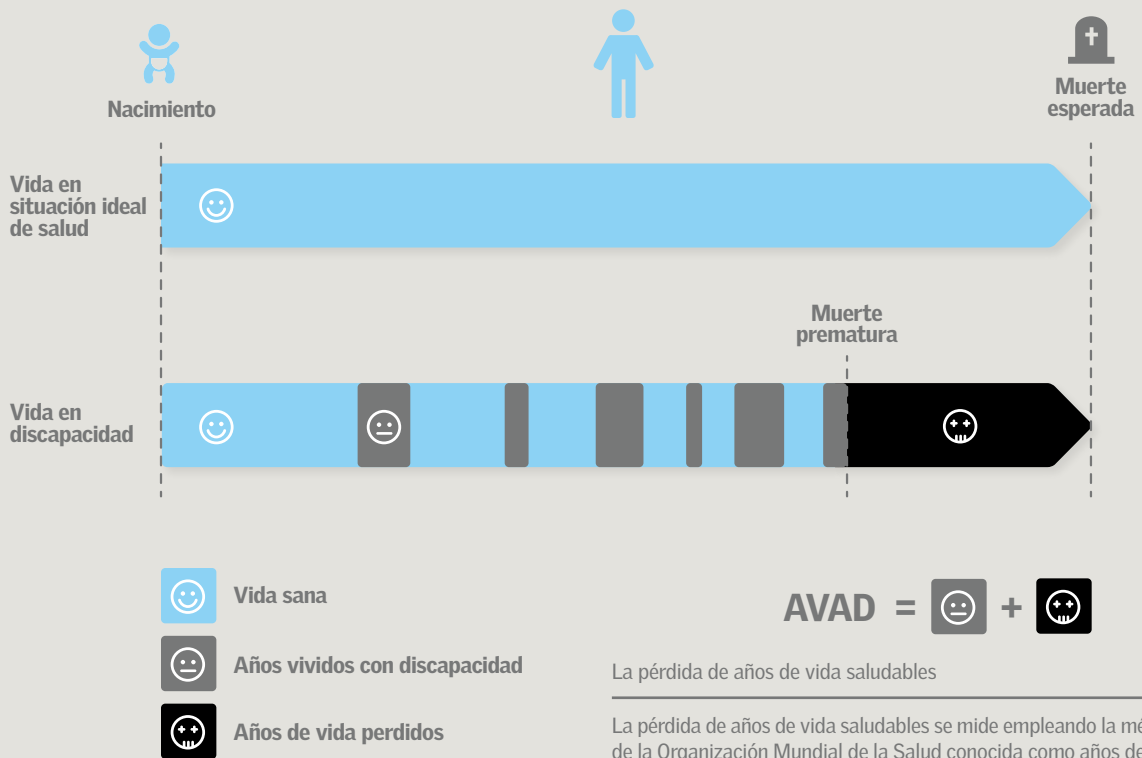 Nacimiento
Muerte
esperada
Vida en
situación ideal
de salud
Muerte
prematura
Vida en
discapacidad
Vida sana
Años vividos con discapacidad
Años de vida perdidos
AVAD = +
La pérdida de años de vida saludables
La pérdida de años de vida saludables se mide empleando la
de la Organización Mundial de la Salud conocida como años de